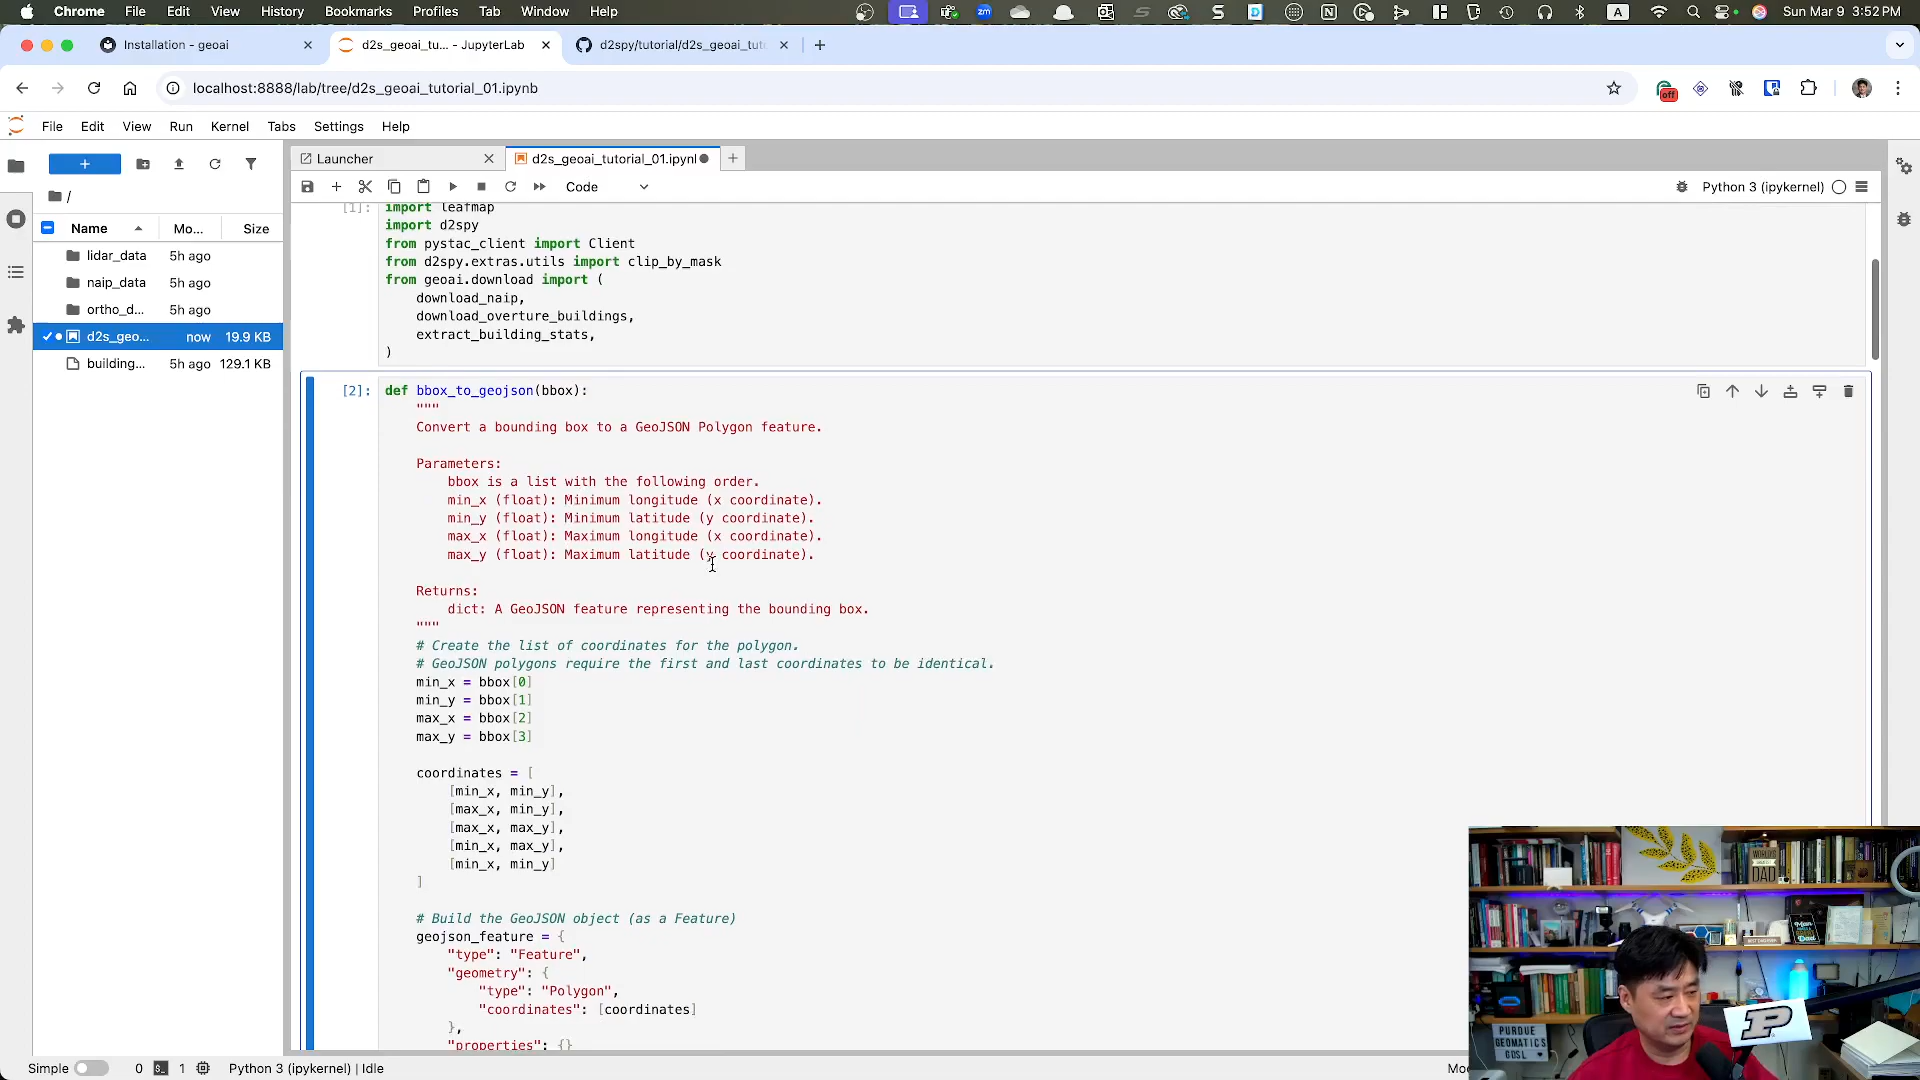 Chrome File Edit View History Bookmarks Profiles Tab Window Help
A Sun Mar 9 3:52 PM
Installation - geoai
d2s_geoai_tu... - JupyterLab
d2spy/tutorial/d2s_geoai_tut
localhost:8888/lab/tree/d2s_geoai_tutorial_01.ipynb
off
File Edit View Run Kernel Tabs Settings Help
Launcher
d2s_geoai_tutorial_01.ipynl
Code
Python 3 (ipykernel)
/
Name Mo... Size
lidar_data 5h ago
naip_data 5h ago
ortho_d... 5h ago
d2s_geo... now 19.9 KB
building... 5h ago 129.1 KB
[1]: import leafmap
import d2spy
from pystac_client import Client
from d2spy.extras.utils import clip_by_mask
from geoai.download import (
download_naip,
download_overture_buildings,
extract_building_stats,
)
[2]: def bbox_to_geojson(bbox):
"""
Convert a bounding box to a GeoJSON Polygon feature.
Parameters:
bbox is a list with the following order.
min_x (float): Minimum longitude (x coordinate).
min_y (float): Minimum latitude (y coordinate).
max_x (float): Maximum longitude (x coordinate).
max_y (float): Maximum latitude (y coordinate).
Returns:
dict: A GeoJSON feature representing the bounding box.
"""
# Create the list of coordinates for the polygon.
# GeoJSON polygons require the first and last coordinates to be identical.
min_x = bbox[0]
min_y = bbox[1]
max_x = bbox[2]
max_y = bbox[3]
coordinates = [
[min_x, min_y],
[max_x, min_y],
[max_x, max_y],
[min_x, max_y],
[min_x, min_y]
]
# Build the GeoJSON object (as a Feature)
geojson_feature = {
"type": "Feature",
"geometry": {
"type": "Polygon",
"coordinates": [coordinates]
},
"properties": {}
Simple 0 1 Python 3 (ipykernel) | Idle
WORLD'S
DAD
P
PURDUE
GEOMATICS
GDSL